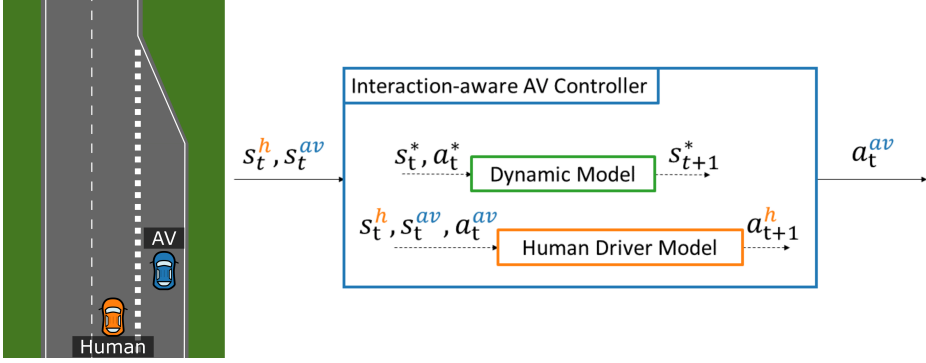 AV
Human
Interaction-aware AV Controller
s_t^h, s_t^{av}
s_t^*, a_t^*
Dynamic Model
s_{t+1}^*
s_t^h, s_t^{av}, a_t^{av}
Human Driver Model
a_{t+1}^h
a_t^{av}